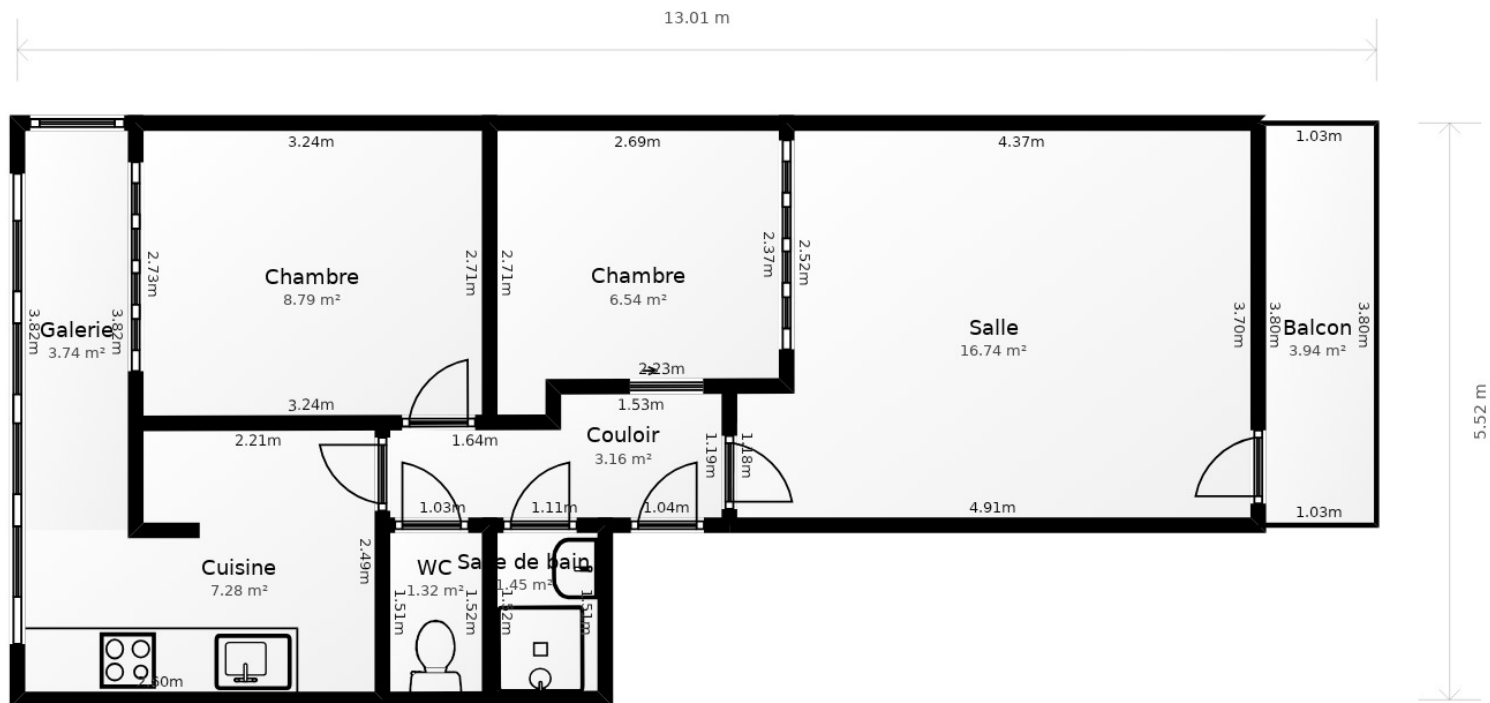 13.01 m
3.24m
2.69m
4.37m
1.03m
2.73m
2.71m
2.71m
2.37m
2.52m
Chambre
8.79 m²
Chambre
6.54 m²
3.82m
Galerie
3.82m
3.74 m²
Salle
16.74 m²
3.70m
3.80m
Balcon
3.94 m²
3.80m
5.52 m
2.23m
3.24m
1.53m
2.21m
1.64m
Couloir
3.16 m²
1.19m
1.18m
1.03m
1.11m
1.04m
4.91m
1.03m
Cuisine
7.28 m²
2.49m
WC
1.32 m²
Salle de bain
1.45 m²
1.51m
1.52m
1.52m
1.51m
2.60m